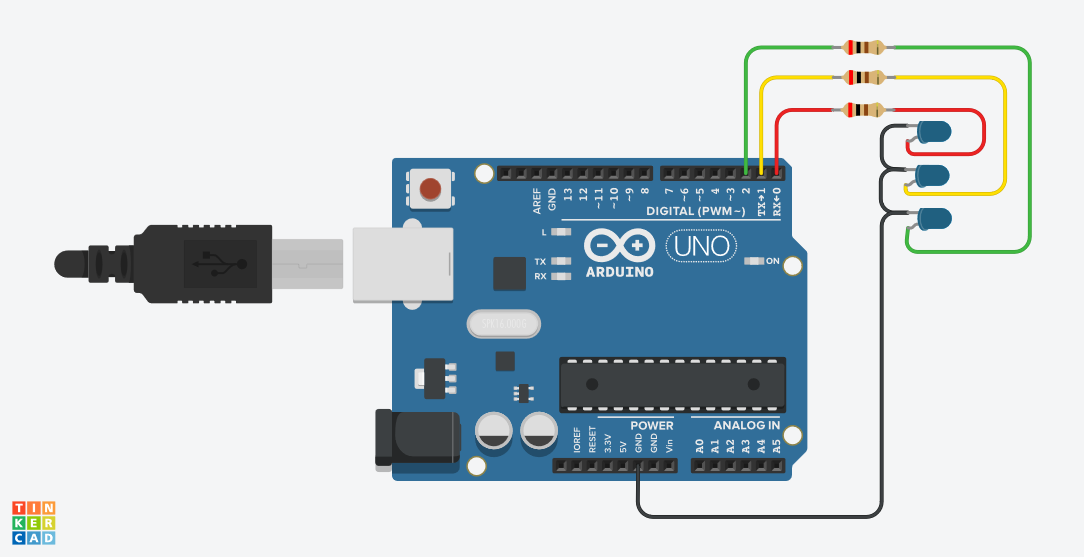 AREF
GND
13
12
~11
~10
~9
8
7
~6
~5
4
~3
2
TX→1
RX←0
DIGITAL (PWM~)
L
TX
RX
ARDUINO
UNO
ON
POWER
ANALOG IN
IOREF
RESET
3.3V
5V
GND
GND
Vin
A0
A1
A2
A3
A4
A5
TIN
KER
CAD